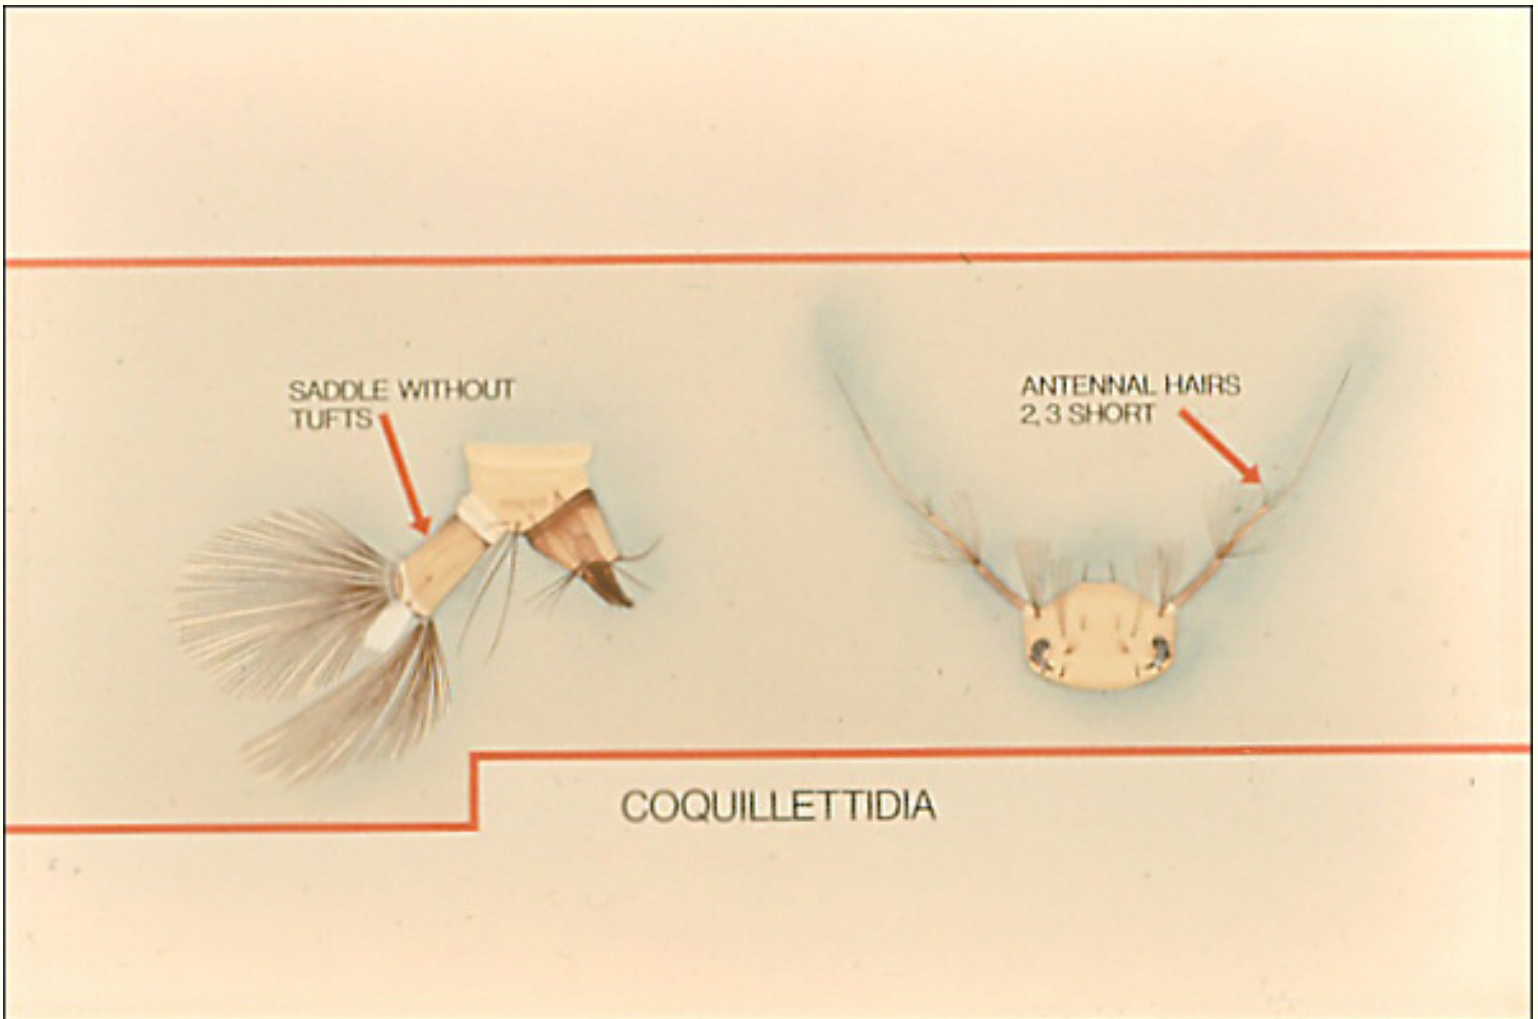 SADDLE WITHOUT
TUFTS
ANTENNAL HAIRS
2, 3 SHORT
COQUILLETTIDIA